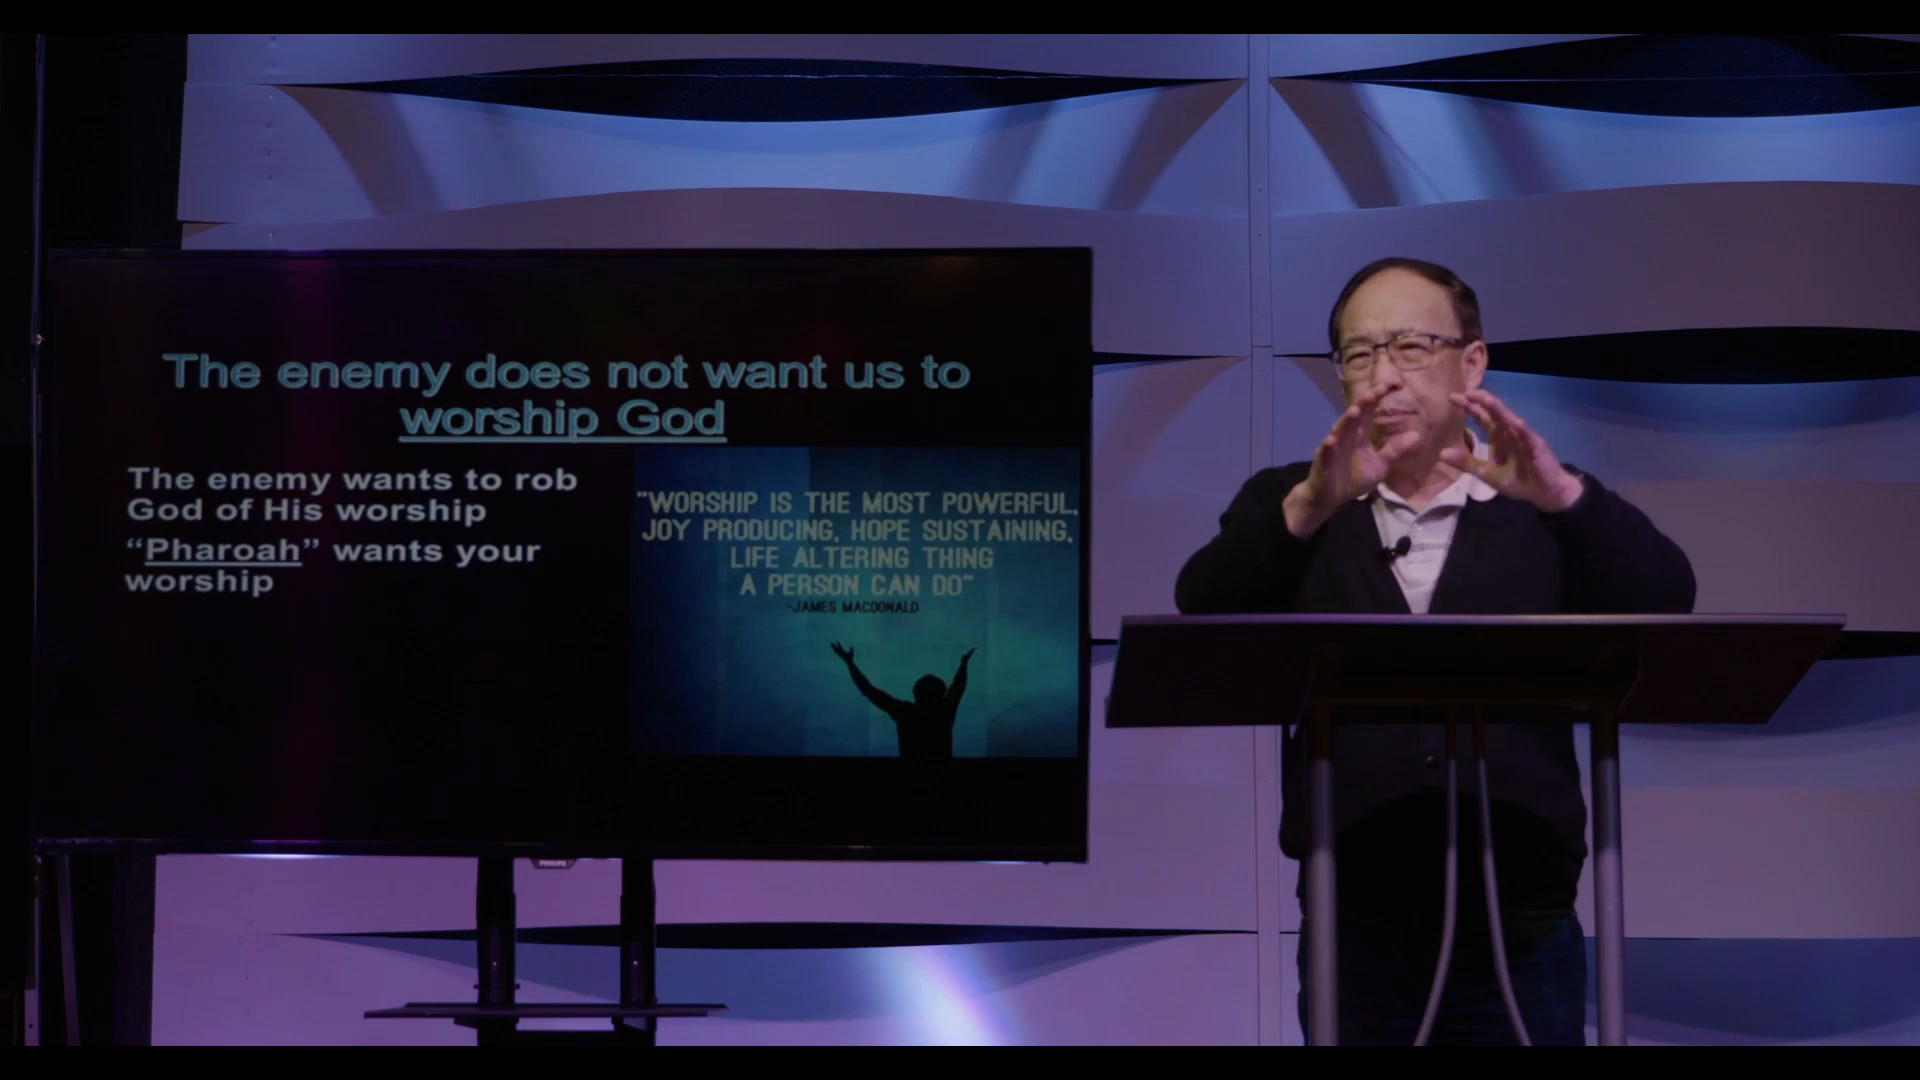 The enemy does not want us to
worship God
The enemy wants to rob
God of His worship
“Pharoah” wants your
worship
"WORSHIP IS THE MOST POWERFUL,
JOY PRODUCING, HOPE SUSTAINING,
LIFE ALTERING THING
A PERSON CAN DO"
-JAMES MACDONALD
PHILIPS